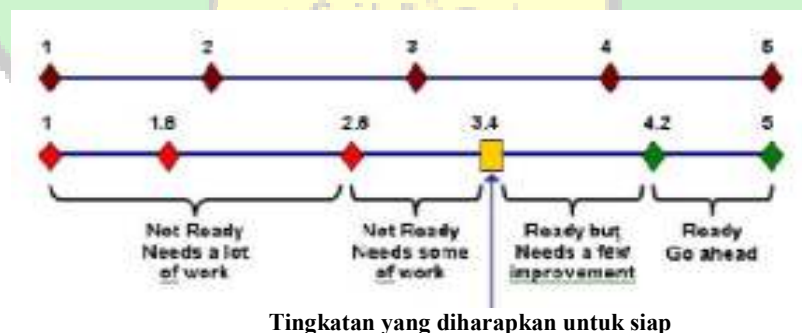 1 2 3 4 5
1 1.8 2.6 3.4 4.2 5
Not Ready
Needs a lot
of work
Not Ready
Needs some
of work
Ready but
Needs a few
improvement
Ready
Go ahead
Tingkatan yang diharapkan untuk siap